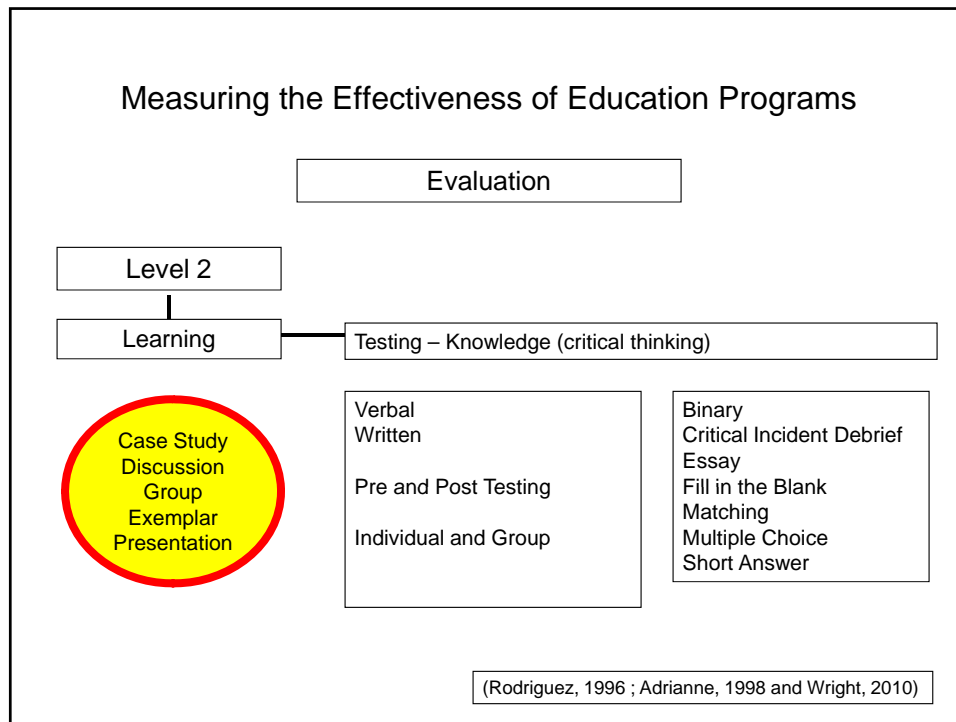 Measuring the Effectiveness of Education Programs
Evaluation
Level 2
Learning
Testing – Knowledge (critical thinking)
Case Study
Discussion
Group
Exemplar
Presentation
Verbal
Written
Pre and Post Testing
Individual and Group
Binary
Critical Incident Debrief
Essay
Fill in the Blank
Matching
Multiple Choice
Short Answer
(Rodriguez, 1996 ; Adrianne, 1998 and Wright, 2010)